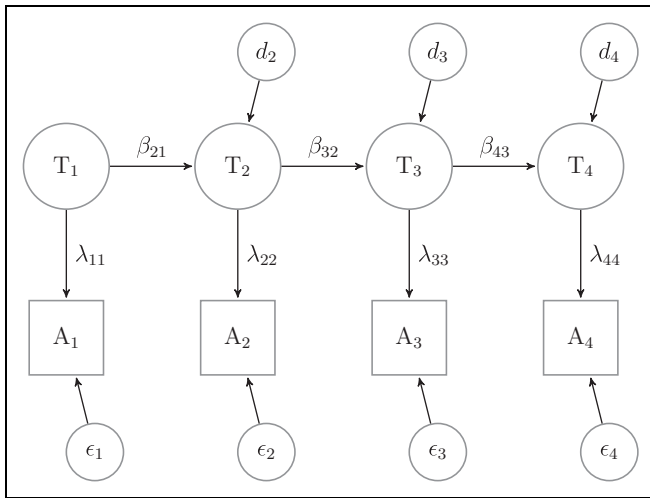 d₂ d₃ d₄
β₂₁ β₃₂ β₄₃
T₁ T₂ T₃ T₄
λ₁₁ λ₂₂ λ₃₃ λ₄₄
A₁ A₂ A₃ A₄
ϵ₁ ϵ₂ ϵ₃ ϵ₄